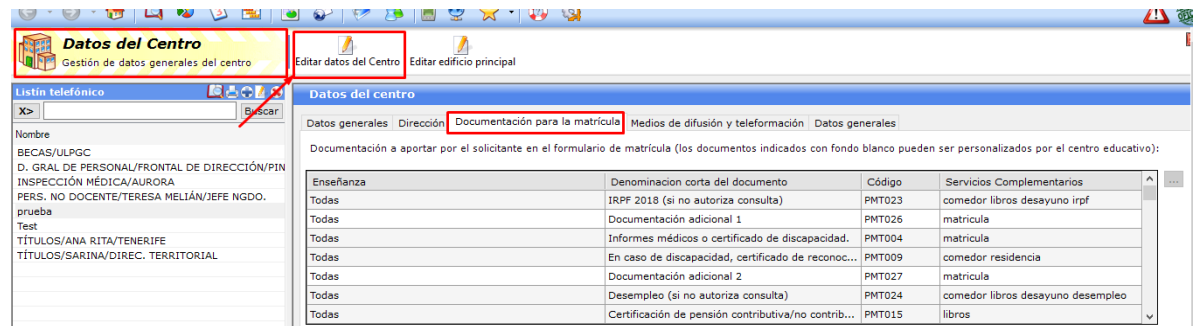 Datos del Centro
Gestión de datos generales del centro
Editar datos del Centro
Editar edificio principal
Listín telefónico
X>
Buscar
Nombre
BECAS/ULPGC
D. GRAL DE PERSONAL/FRONTAL DE DIRECCIÓN/PIN
INSPECCIÓN MÉDICA/AURORA
PERS. NO DOCENTE/TERESA MELIÁN/JEFE NGDO.
prueba
Test
TÍTULOS/ANA RITA/TENERIFE
TÍTULOS/SARINA/DIREC. TERRITORIAL
Datos del centro
Datos generales Dirección Documentación para la matrícula Medios de difusión y teleformación Datos generales
Documentación a aportar por el solicitante en el formulario de matrícula (los documentos indicados con fondo blanco pueden ser personalizados por el centro educativo):
Enseñanza Denominacion corta del documento Código Servicios Complementarios
Todas IRPF 2018 (si no autoriza consulta) PMT023 comedor libros desayuno irpf
Todas Documentación adicional 1 PMT026 matricula
Todas Informes médicos o certificado de discapacidad. PMT004 matricula
Todas En caso de discapacidad, certificado de reconoc... PMT009 comedor residencia
Todas Documentación adicional 2 PMT027 matricula
Todas Desempleo (si no autoriza consulta) PMT024 comedor libros desayuno desempleo
Todas Certificación de pensión contributiva/no contrib... PMT015 libros
...